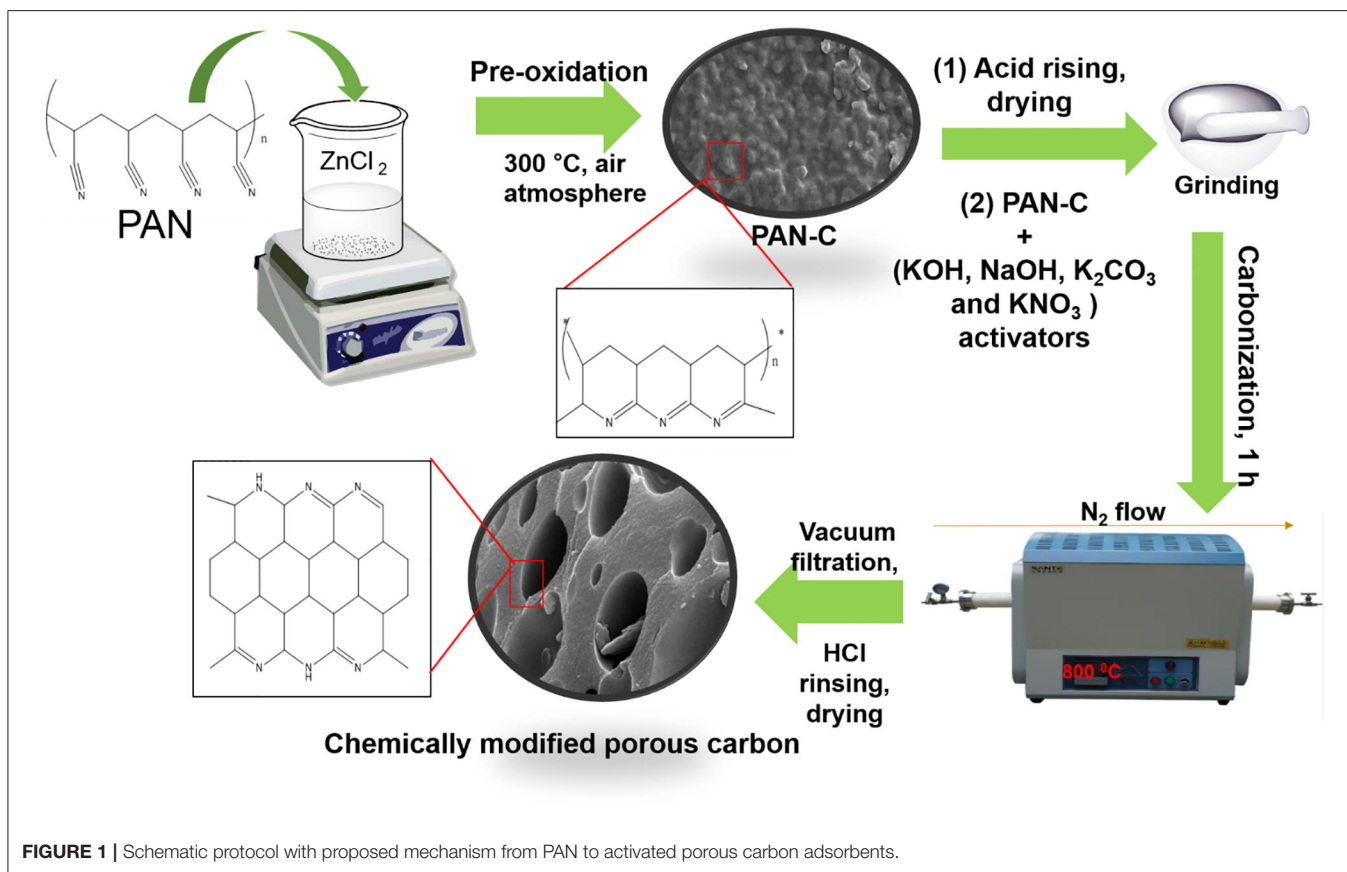 PAN
n
N N N N
ZnCl2
Pre-oxidation
300 °C, air
atmosphere
PAN-C
(1) Acid rising,
drying
(2) PAN-C
+
(KOH, NaOH, K2CO3
and KNO3 )
activators
Grinding
* *
n
N N N
Carbonization, 1 h
N2 flow
800 ⁰C
Vacuum
filtration,
HCl
rinsing,
drying
H
N N N
N N N
H
Chemically modified porous carbon
FIGURE 1 | Schematic protocol with proposed mechanism from PAN to activated porous carbon adsorbents.